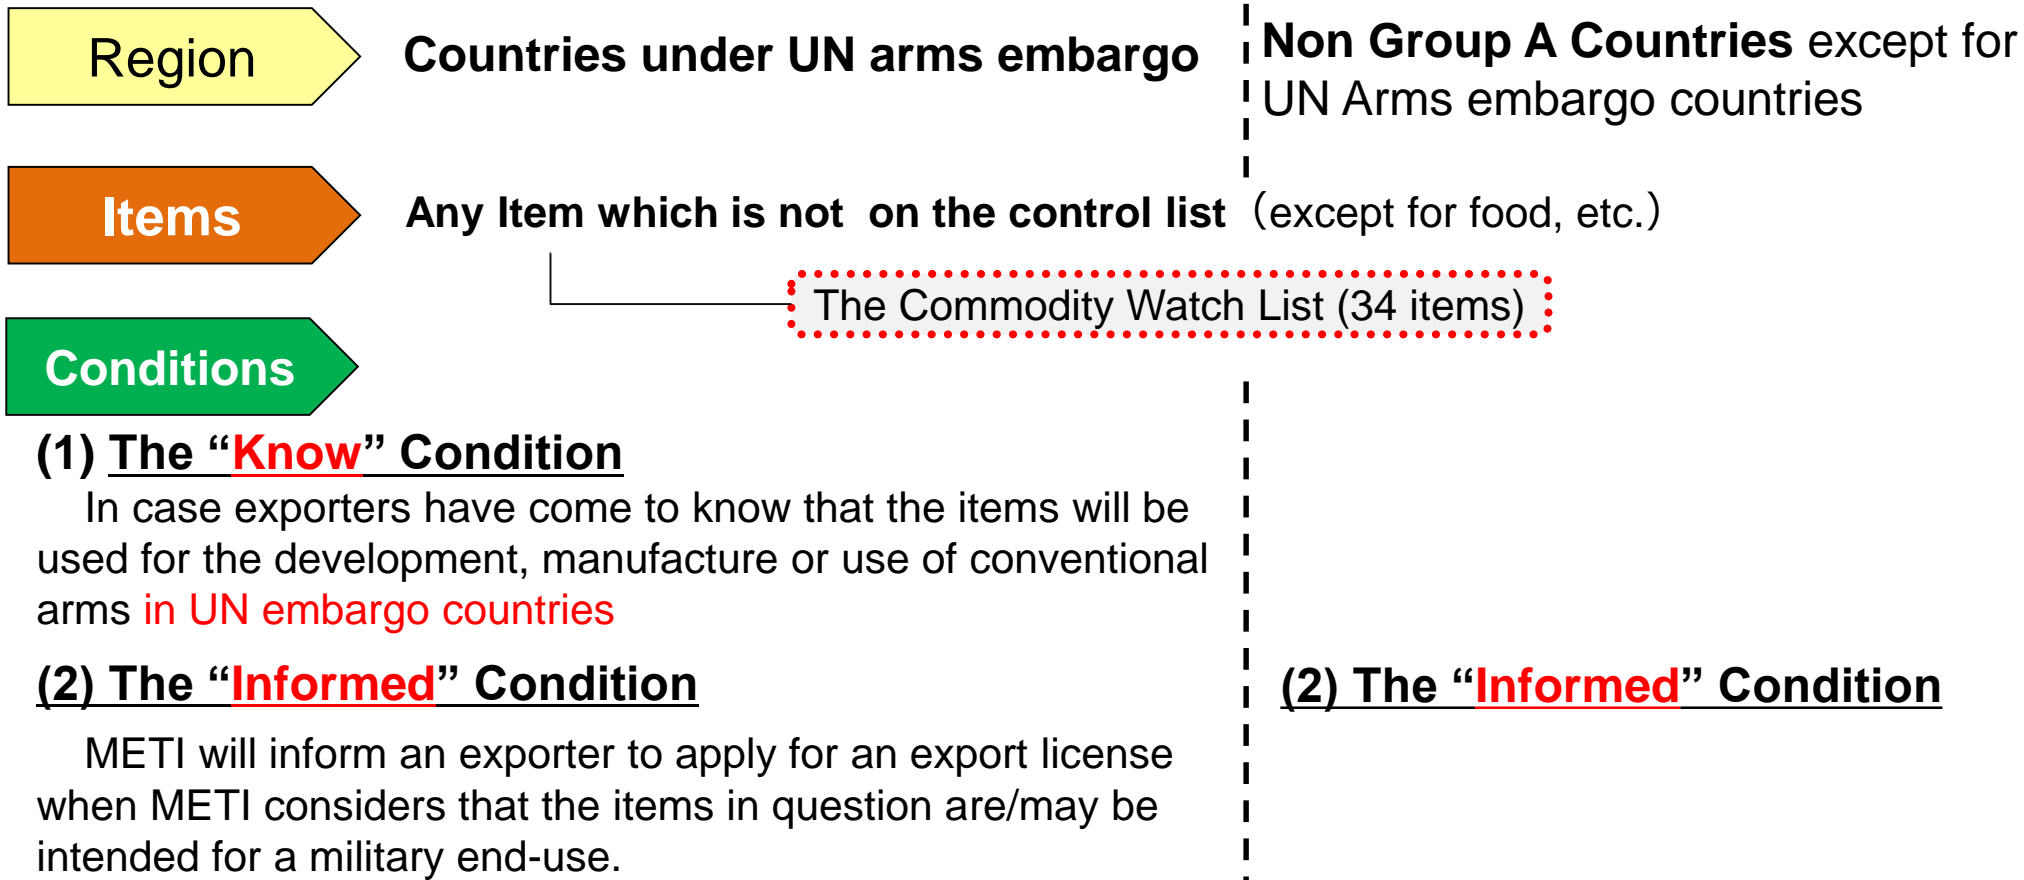 Region
Countries under UN arms embargo
Non Group A Countries except for
UN Arms embargo countries
Items
Any Item which is not  on the control list（except for food, etc.）
The Commodity Watch List (34 items)
Conditions
(1) The “Know” Condition
In case exporters have come to know that the items will be
used for the development, manufacture or use of conventional
arms in UN embargo countries
(2) The “Informed” Condition
METI will inform an exporter to apply for an export license
when METI considers that the items in question are/may be
intended for a military end-use.
(2) The “Informed” Condition